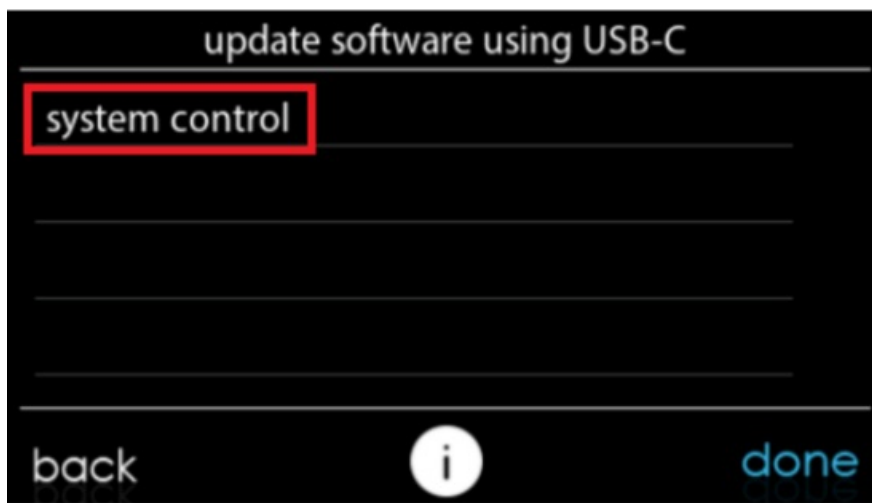 update software using USB-C
system control
back
i
done